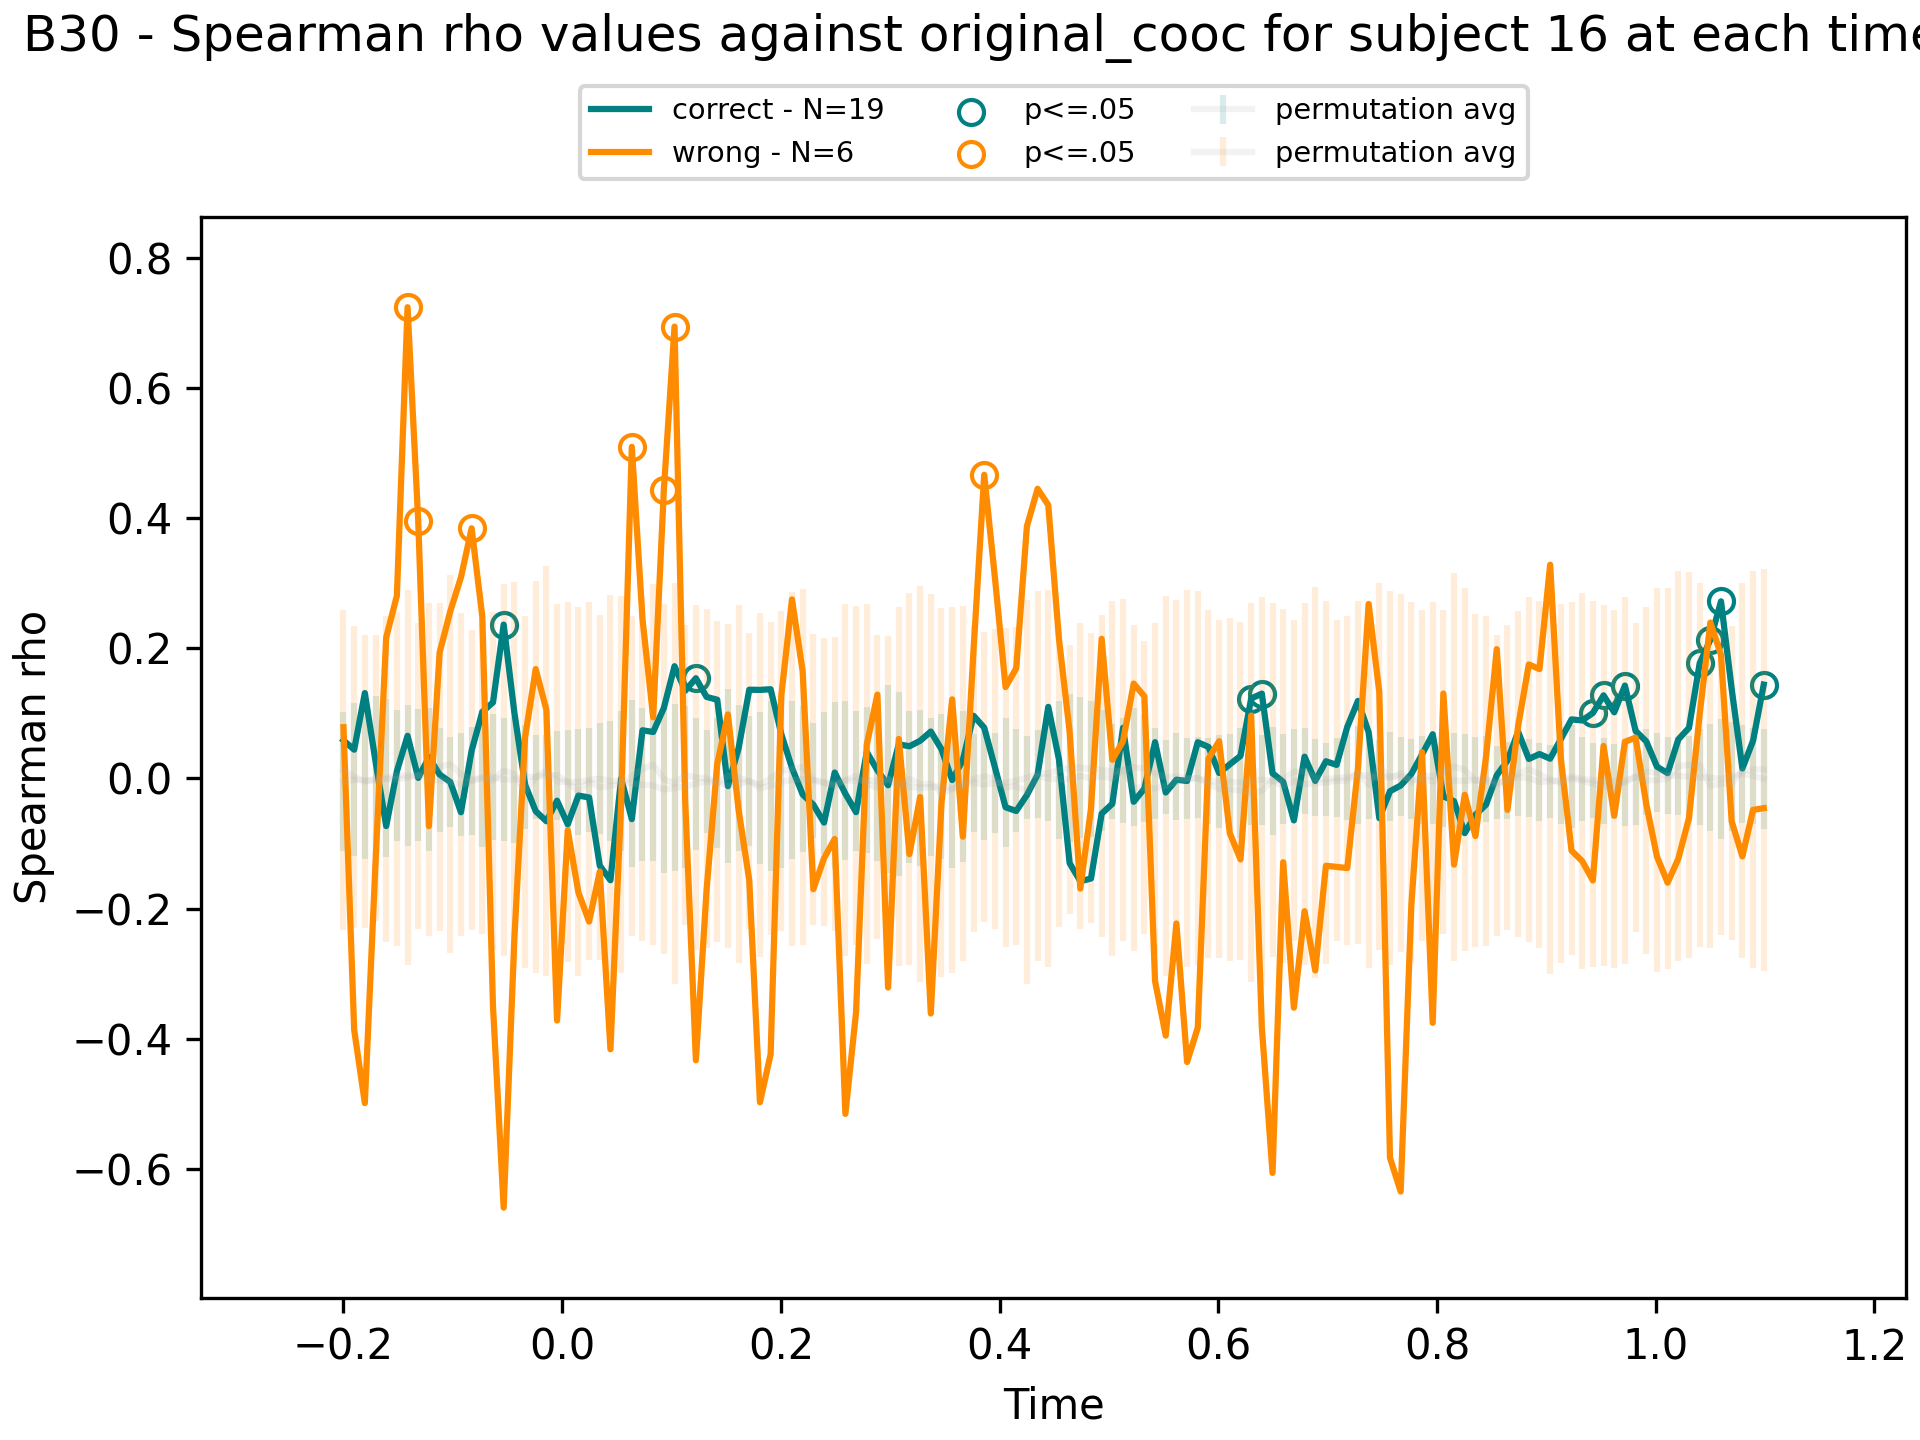 B30 - Spearman rho values against original_cooc for subject 16 at each time
correct - N=19
wrong - N=6
p<=.05
p<=.05
permutation avg
permutation avg
Spearman rho
0.8
0.6
0.4
0.2
0.0
−0.2
−0.4
−0.6
−0.2 0.0 0.2 0.4 0.6 0.8 1.0 1.2
Time